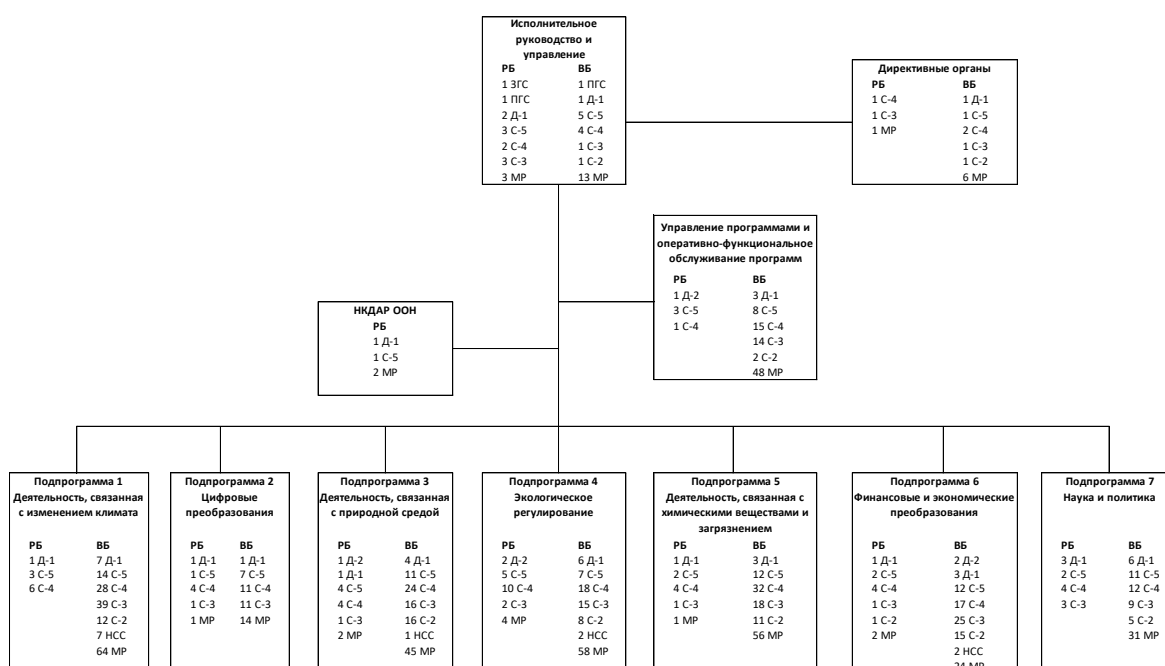 Исполнительное
руководство и
управление
РБ ВБ
1 ЗГС 1 ПГС
1 ПГС 1 Д-1
2 Д-1 5 С-5
3 С-5 4 С-4
2 С-4 1 С-3
3 С-3 1 С-2
3 МР 13 МР
Директивные органы
РБ ВБ
1 С-4 1 Д-1
1 С-3 1 С-5
1 МР 2 С-4
1 С-3
1 С-2
6 МР
Управление программами и
оперативно-функциональное
обслуживание программ
РБ ВБ
1 Д-2 3 Д-1
3 С-5 8 С-5
1 С-4 15 С-4
14 С-3
2 С-2
48 МР
НКДАР ООН
РБ
1 Д-1
1 С-5
2 МР
Подпрограмма 1
Деятельность, связанная
с изменением климата
РБ ВБ
1 Д-1 7 Д-1
3 С-5 14 С-5
6 С-4 28 С-4
39 С-3
12 С-2
7 НСС
64 МР
Подпрограмма 2
Цифровые
преобразования
РБ ВБ
1 Д-1 1 Д-1
1 С-5 7 С-5
4 С-4 11 С-4
1 С-3 11 С-3
1 МР 14 МР
Подпрограмма 3
Деятельность, связанная
с природной средой
РБ ВБ
1 Д-2 4 Д-1
1 Д-1 11 С-5
4 С-5 24 С-4
4 С-4 16 С-3
1 С-3 16 С-2
2 МР 1 НСС
45 МР
Подпрограмма 4
Экологическое
регулирование
РБ ВБ
2 Д-2 6 Д-1
5 С-5 7 С-5
10 С-4 18 С-4
2 С-3 15 С-3
4 МР 8 С-2
2 НСС
58 МР
Подпрограмма 5
Деятельность, связанная с
химическими веществами и
загрязнением
РБ ВБ
1 Д-1 3 Д-1
2 С-5 12 С-5
4 С-4 32 С-4
1 С-3 18 С-3
1 МР 11 С-2
56 МР
Подпрограмма 6
Финансовые и экономические
преобразования
РБ ВБ
1 Д-1 2 Д-2
2 С-5 3 Д-1
4 С-4 12 С-5
1 С-3 17 С-4
1 С-2 25 С-3
2 МР 15 С-2
2 НСС
Подпрограмма 7
Наука и политика
РБ ВБ
3 Д-1 6 Д-1
2 С-5 11 С-5
4 С-4 12 С-4
3 С-3 9 С-3
5 С-2
31 МР